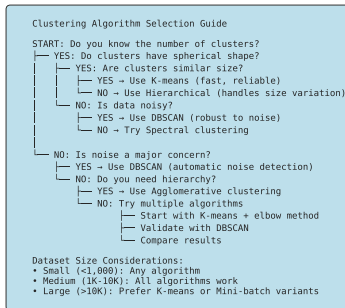 Clustering Algorithm Selection Guide
START: Do you know the number of clusters?
├── YES: Do clusters have spherical shape?
│   ├── YES: Are clusters similar size?
│   │   ├── YES → Use K-means (fast, reliable)
│   │   └── NO → Use Hierarchical (handles size variation)
│   └── NO: Is data noisy?
│       ├── YES → Use DBSCAN (robust to noise)
│       └── NO → Try Spectral clustering
│
└── NO: Is noise a major concern?
    ├── YES → Use DBSCAN (automatic noise detection)
    └── NO: Do you need hierarchy?
        ├── YES → Use Agglomerative clustering
        └── NO: Try multiple algorithms
            ├── Start with K-means + elbow method
            ├── Validate with DBSCAN
            └── Compare results
Dataset Size Considerations:
• Small (<1,000): Any algorithm
• Medium (1K-10K): All algorithms work
• Large (>10K): Prefer K-means or Mini-batch variants